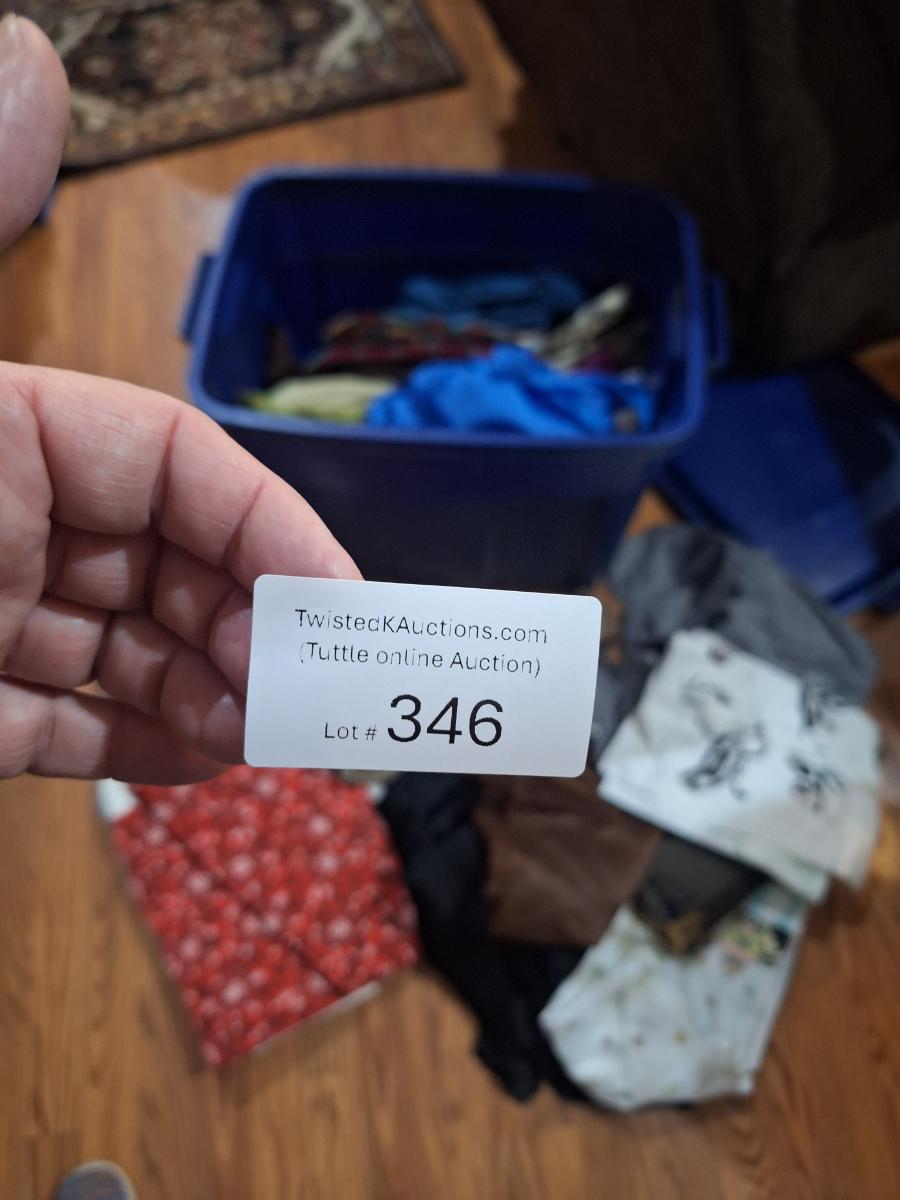 TwistedKAuctions.com
(Tuttle online Auction)
Lot # 346